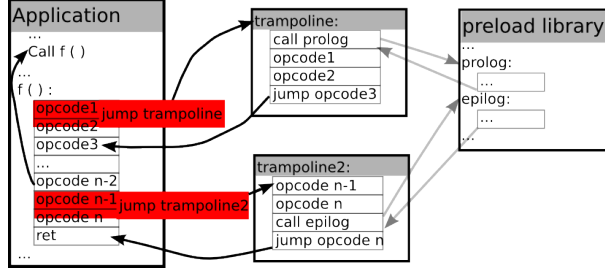 Application
...
Call f ( )
...
f ( ) :
opcode1
jump trampoline
opcode2
opcode3
...
opcode n-2
opcode n-1
jump trampoline2
opcode n
ret
...
trampoline:
call prolog
opcode1
opcode2
jump opcode3
trampoline2:
opcode n-1
opcode n
call epilog
jump opcode n
preload library
...
prolog:
...
epilog:
...
...